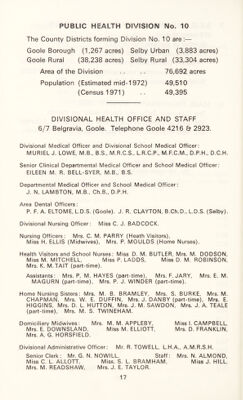 PUBLIC HEALTH DIVISION No. 10
The County Districts forming Division No. 10 are :—
Goole Borough (1,267 acres) Selby Urban (3,883 acres)
Goole Rural (38,238 acres) Selby Rural (33,304 acres)
Area of the Division .. .. 76,692 acres
Population (Estimated mid-1972) 49,510
(Census 1971) .. 49,395
DIVISIONAL HEALTH OFFICE AND STAFF
6/7 Belgravia, Goole. Telephone Goole 4216 & 2923.
Divisional Medical Officer and Divisional School Medical Officer:
MURIEL J. LOWE, M.B., B.S., M.R.C.S., L.R.C.P., M.F.C.M., D.P.H., D.C.H.
Senior Clinical Departmental Medical Officer and School Medical Officer:
EILEEN M. R. BELL-SYER, M.B., B.S.
Departmental Medical Officer and School Medical Officer:
J. N. LAMBTON, M.B., Ch.B., D.P.H.
Area Dental Officers:
P. F. A. ELTOME, L.D.S. (Goole). J. R. CLAYTON, B.Ch.D., L.D.S. (Selby).
Divisional Nursing Officer: Miss C. J. BADCOCK.
Nursing Officers: Mrs. C. M. PARRY (Heath Visitors),
Miss H. ELLIS (Midwives), Mrs. P. MOULDS (Home Nurses).
Health Visitors and School Nurses: Miss D. M. BUTLER, Mrs. M. DODSON,
Miss M. MITCHELL, Miss P. LADDS, Miss D. M. ROBINSON,
Mrs. K. M. TAIT (part-time).
Assistants: Mrs. P. M. HAYES (part-time), Mrs. F. JARY, Mrs. E. M.
MAGURN (part-time), Mrs. P. J. WINDER (part-time).
Home Nursing Sisters: Mrs. M. B. BRAMLEY, Mrs. S. BURKE, Mrs. M.
CHAPMAN, Mrs. W. E. DUFFIN, Mrs. J. DANBY (part-time), Mrs. E.
HIGGINS, Mrs. D. L. HUTTON, Mrs. J. M. SAWDON, Mrs. J. A. TEALE
(part-time), Mrs. M. S. TWINEHAM.
Domiciliary Midwives: Mrs. M. M. APPLEBY, Miss I. CAMPBELL,
Mrs. E. DOWNSLAND, Miss M. ELLIOTT, Mrs. D. FRANKLIN,
Mrs. A. G. HORSFIELD.
Divisional Administrative Officer: Mr. R. TOWELL, L.H.A., A.M.R.S.H.
Senior Clerk: Mr. G. N. NOWILL. Staff: Mrs. N. ALMOND,
Miss C. L. ALLOTT, Miss S. L. BRAMHAM, Miss J. HILL,
Mrs. M. READSHAW, Mrs. J. E. TAYLOR.
17